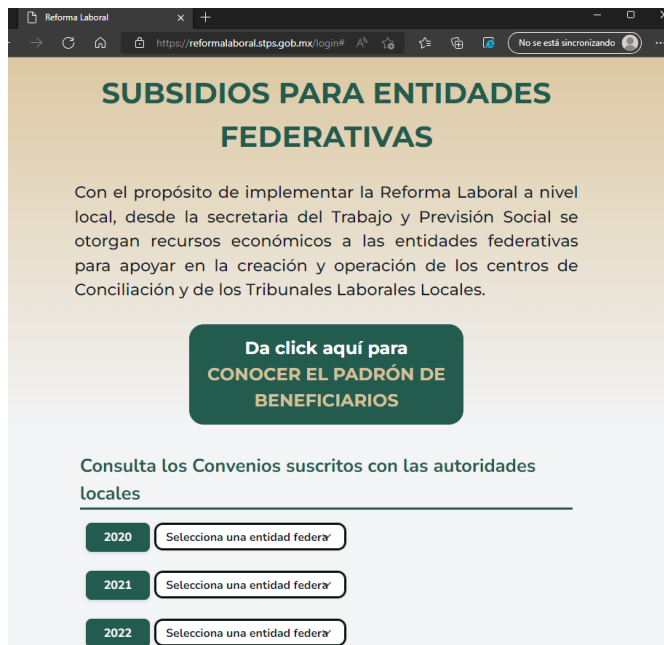 Reforma Laboral
https://reformalaboral.stps.gob.mx/login#
No se está sincronizando
SUBSIDIOS PARA ENTIDADES
FEDERATIVAS
Con el propósito de implementar la Reforma Laboral a nivel
local, desde la secretaria del Trabajo y Previsión Social se
otorgan recursos económicos a las entidades federativas
para apoyar en la creación y operación de los centros de
Conciliación y de los Tribunales Laborales Locales.
Da click aquí para
CONOCER EL PADRÓN DE
BENEFICIARIOS
Consulta los Convenios suscritos con las autoridades
locales
2020 Selecciona una entidad federa
2021 Selecciona una entidad federa
2022 Selecciona una entidad federa